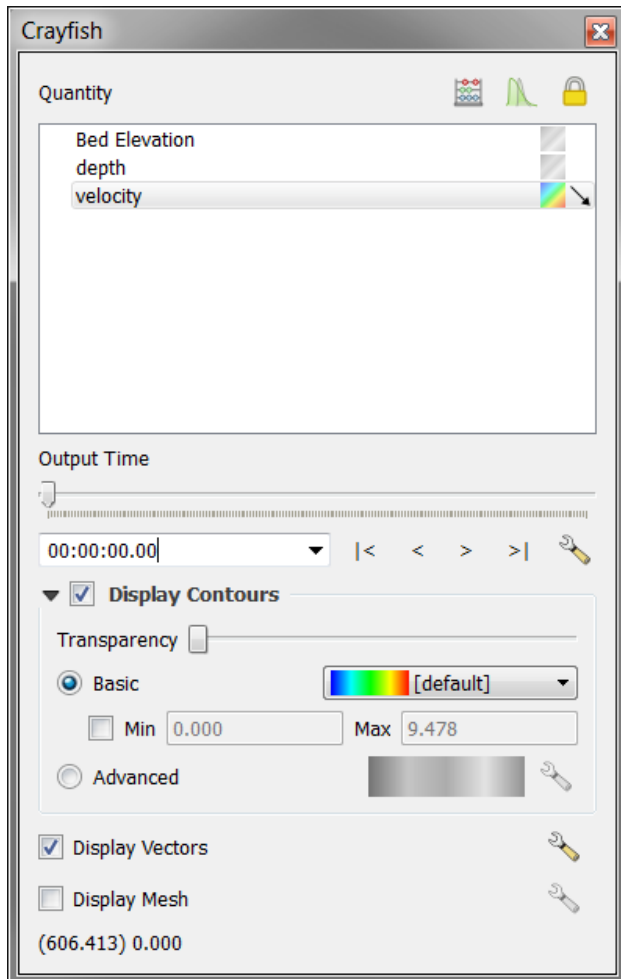 Crayfish
Quantity
Bed Elevation
depth
velocity
Output Time
00:00:00.00 |< < > >|
Display Contours
Transparency
Basic [default]
Min 0.000 Max 9.478
Advanced
Display Vectors
Display Mesh
(606.413) 0.000